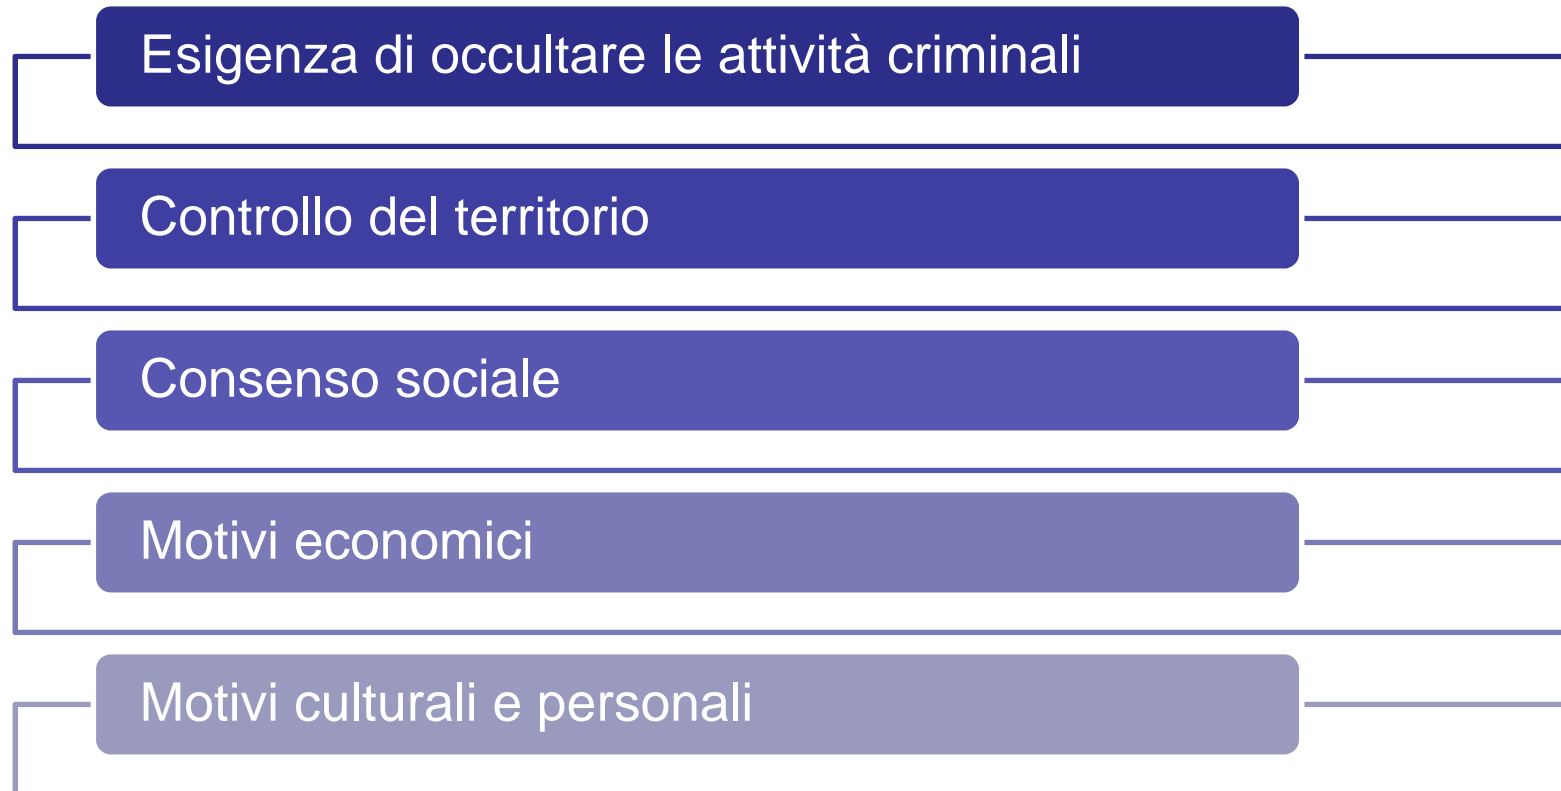 Esigenza di occultare le attività criminali
Controllo del territorio
Consenso sociale
Motivi economici
Motivi culturali e personali